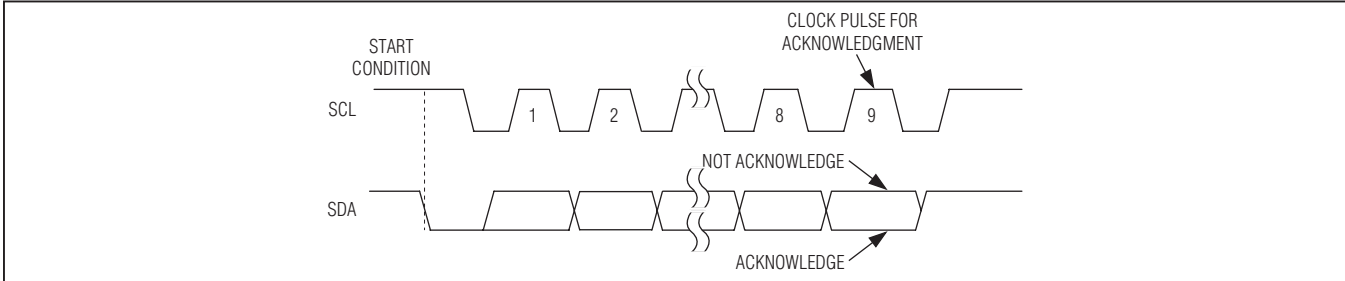 CLOCK PULSE FOR
ACKNOWLEDGMENT
START
CONDITION
SCL
1
2
8
9
NOT ACKNOWLEDGE
SDA
ACKNOWLEDGE